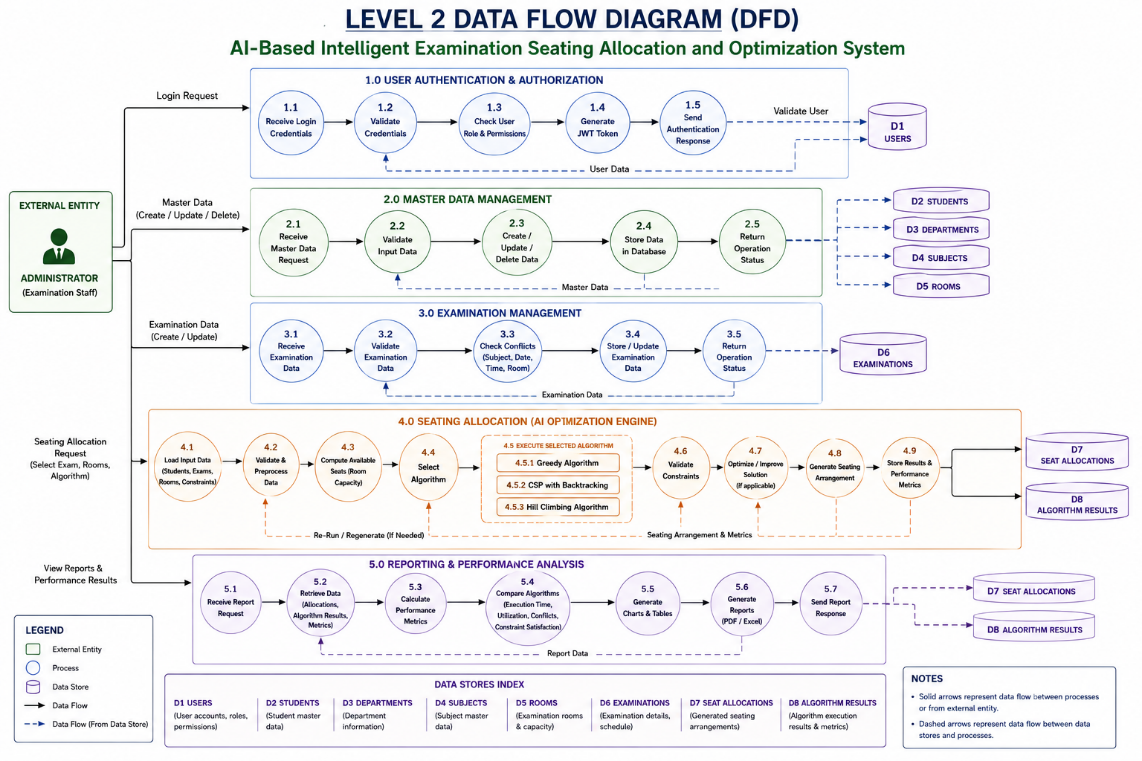 LEVEL 2 DATA FLOW DIAGRAM (DFD)
AI-Based Intelligent Examination Seating Allocation and Optimization System
Login Request
1.0 USER AUTHENTICATION & AUTHORIZATION
1.1
Receive Login
Credentials
1.2
Validate
Credentials
1.3
Check User
Role & Permissions
1.4
Generate
JWT Token
1.5
Send
Authentication
Response
Validate User
User Data
D1
USERS
EXTERNAL ENTITY
ADMINISTRATOR
(Examination Staff)
Master Data
(Create / Update / Delete)
2.0 MASTER DATA MANAGEMENT
2.1
Receive
Master Data
Request
2.2
Validate
Input Data
2.3
Create /
Update /
Delete Data
2.4
Store Data
in Database
2.5
Return
Operation
Status
Master Data
D2 STUDENTS
D3 DEPARTMENTS
D4 SUBJECTS
D5 ROOMS
Examination Data
(Create / Update)
3.0 EXAMINATION MANAGEMENT
3.1
Receive
Examination
Data
3.2
Validate
Examination
Data
3.3
Check Conflicts
(Subject, Date,
Time, Room)
3.4
Store / Update
Examination
Data
3.5
Return
Operation
Status
Examination Data
D6
EXAMINATIONS
Seating Allocation
Request
(Select Exam, Rooms,
Algorithm)
4.0 SEATING ALLOCATION (AI OPTIMIZATION ENGINE)
4.1
Load Input Data
(Students, Exams,
Rooms, Constraints)
4.2
Validate &
Preprocess
Data
4.3
Compute Available
Seats (Room
Capacity)
4.4
Select
Algorithm
4.5 EXECUTE SELECTED ALGORITHM
4.5.1 Greedy Algorithm
4.5.2 CSP with Backtracking
4.5.3 Hill Climbing Algorithm
4.6
Validate
Constraints
4.7
Optimize / Improve
Solution
(if applicable)
4.8
Generate Seating
Arrangement
4.9
Store Results &
Performance
Metrics
Re-Run / Regenerate (If Needed)
Seating Arrangement & Metrics
D7
SEAT ALLOCATIONS
D8
ALGORITHM RESULTS
View Reports &
Performance Results
5.0 REPORTING & PERFORMANCE ANALYSIS
5.1
Receive Report
Request
5.2
Retrieve Data
(Allocations,
Algorithm Results,
Metrics)
5.3
Calculate
Performance
Metrics
5.4
Compare Algorithms
(Execution Time,
Utilization, Conflicts,
Constraint Satisfaction)
5.5
Generate
Charts & Tables
5.6
Generate
Reports
(PDF / Excel)
5.7
Send Report
Response
Report Data
D7 SEAT ALLOCATIONS
D8 ALGORITHM RESULTS
LEGEND
External Entity
Process
Data Store
Data Flow
Data Flow (From Data Store)
DATA STORES INDEX
D1 USERS
(User accounts, roles,
permissions)
D2 STUDENTS
(Student master
data)
D3 DEPARTMENTS
(Department
information)
D4 SUBJECTS
(Subject master
data)
D5 ROOMS
(Examination rooms
& capacity)
D6 EXAMINATIONS
(Examination details,
schedule)
D7 SEAT ALLOCATIONS
(Generated seating
arrangements)
D8 ALGORITHM RESULTS
(Algorithm execution
results & metrics)
NOTES
• Solid arrows represent data flow between processes
or from external entity.
• Dashed arrows represent data flow between data
stores and processes.